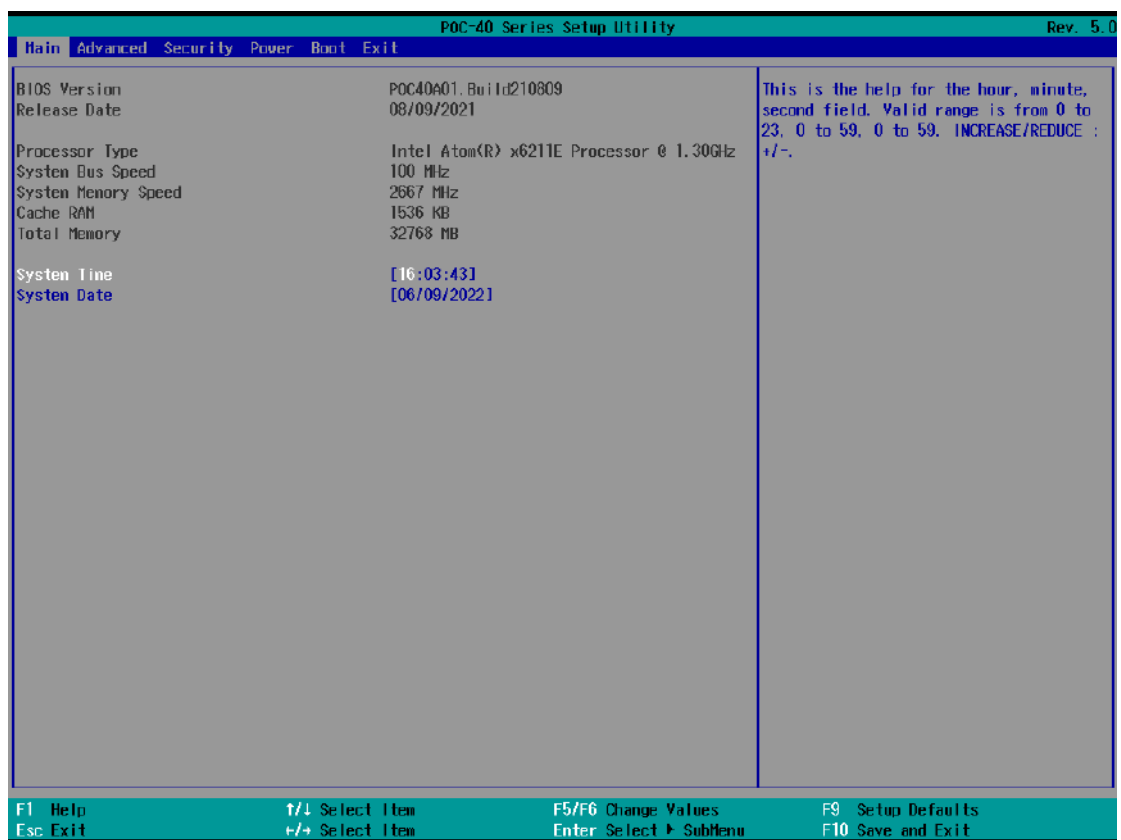 POC-40 Series Setup Utility Rev. 5.0
Main Advanced Security Power Boot Exit
BIOS Version POC40A01.Build210809
Release Date 08/09/2021
Processor Type Intel Atom(R) x6211E Processor @ 1.30GHz
System Bus Speed 100 MHz
System Memory Speed 2667 MHz
Cache RAM 1536 KB
Total Memory 32768 MB
System Time [16:03:43]
System Date [06/09/2022]
This is the help for the hour, minute,
second field. Valid range is from 0 to
23, 0 to 59, 0 to 59. INCREASE/REDUCE :
+/-.
F1 Help ↑/↓ Select Item F5/F6 Change Values F9 Setup Defaults
Esc Exit ←/→ Select Item Enter Select ▶ SubMenu F10 Save and Exit